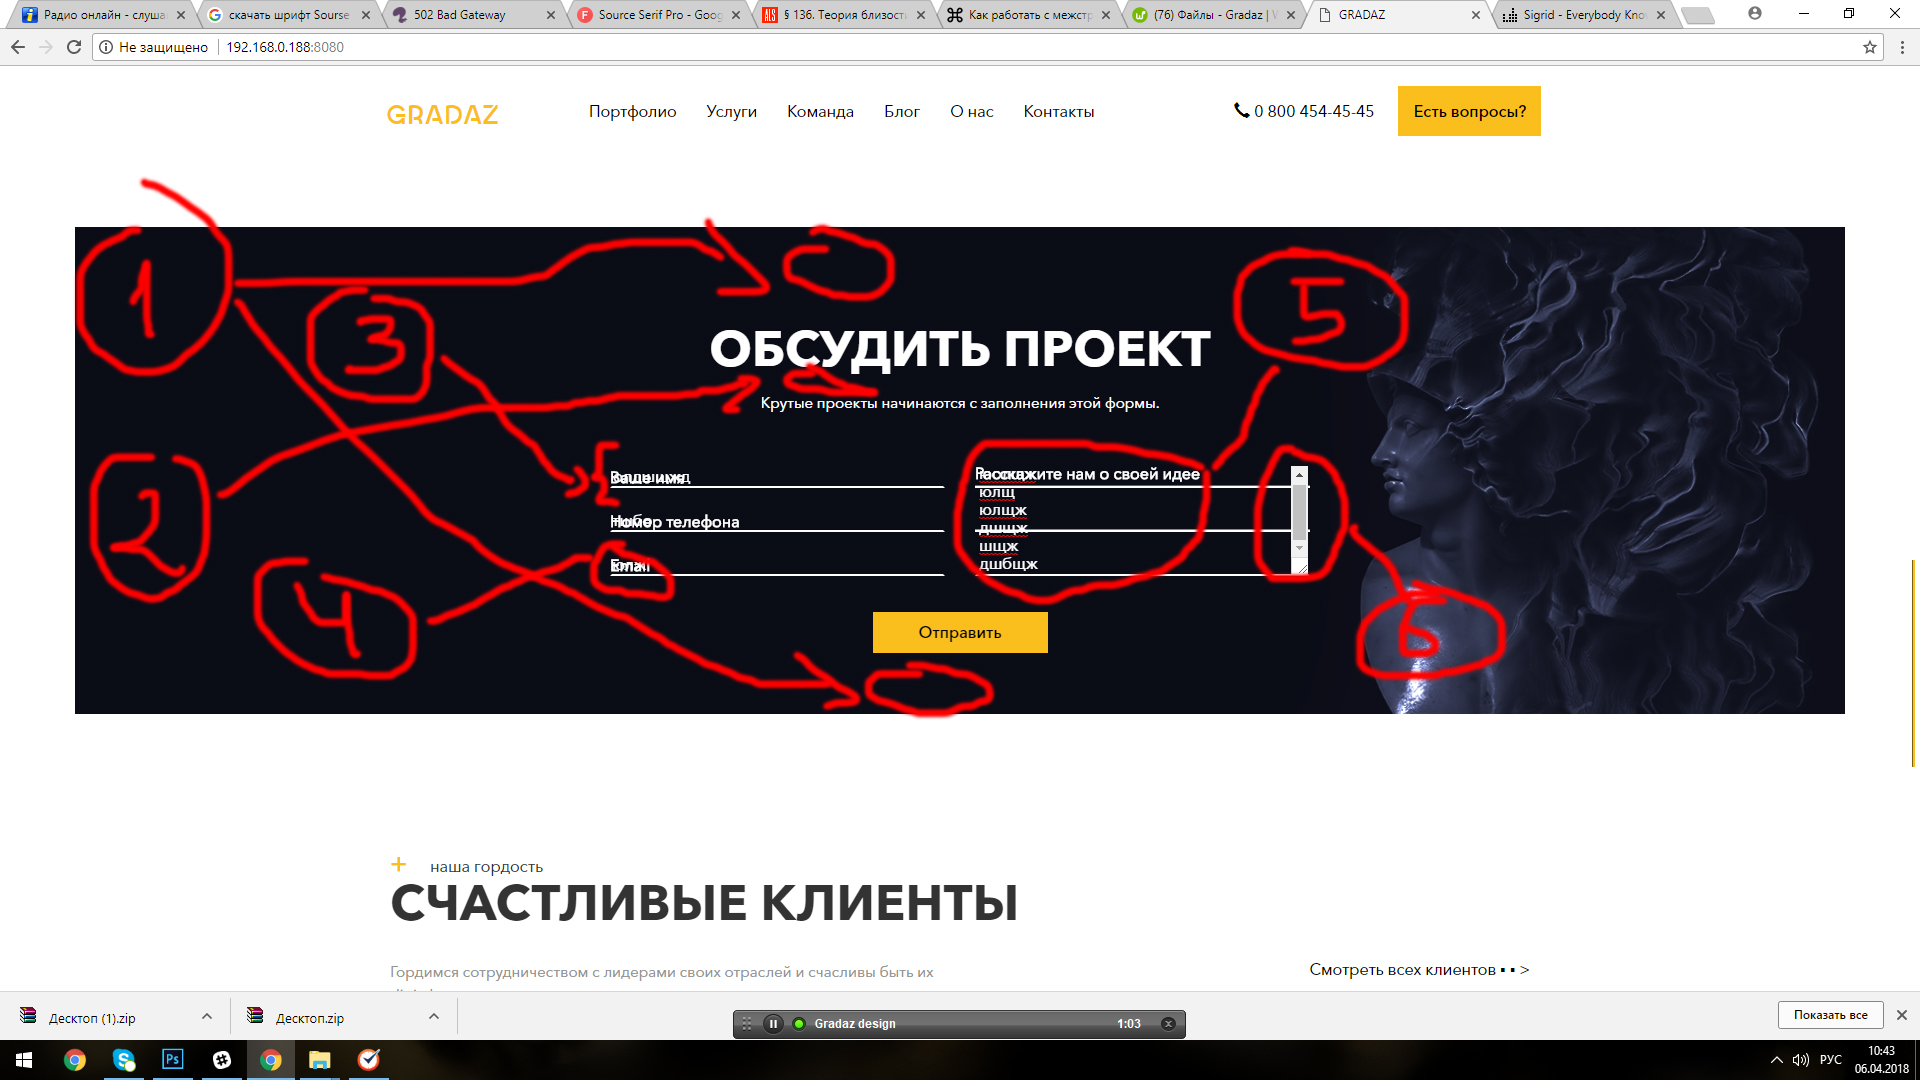 Радио онлайн - слуша
скачать шрифт Sourse
502 Bad Gateway
Source Serif Pro - Goog
§ 136. Теория близост
Как работать с межстр
(76) Файлы - Gradaz | W
GRADAZ
Sigrid - Everybody Kno
Не защищено
192.168.0.188:8080
GRADAZ
Портфолио Услуги Команда Блог О нас Контакты
0 800 454-45-45
Есть вопросы?
1
3
5
ОБСУДИТЬ ПРОЕКТ
Крутые проекты начинаются с заполнения этой формы.
2
Ваше имя
Расскажите нам о своей идее
юлщ
юлщж
Номер телефона
дшщж
шщж
Email
дшбщж
4
6
Отправить
+ наша гордость
СЧАСТЛИВЫЕ КЛИЕНТЫ
Гордимся сотрудничеством с лидерами своих отраслей и счасливы быть их
Смотреть всех клиентов ▪ ▪ >
Десктоп (1).zip
Десктоп.zip
Gradaz design
1:03
Показать все
Ps
РУС
10:43
06.04.2018